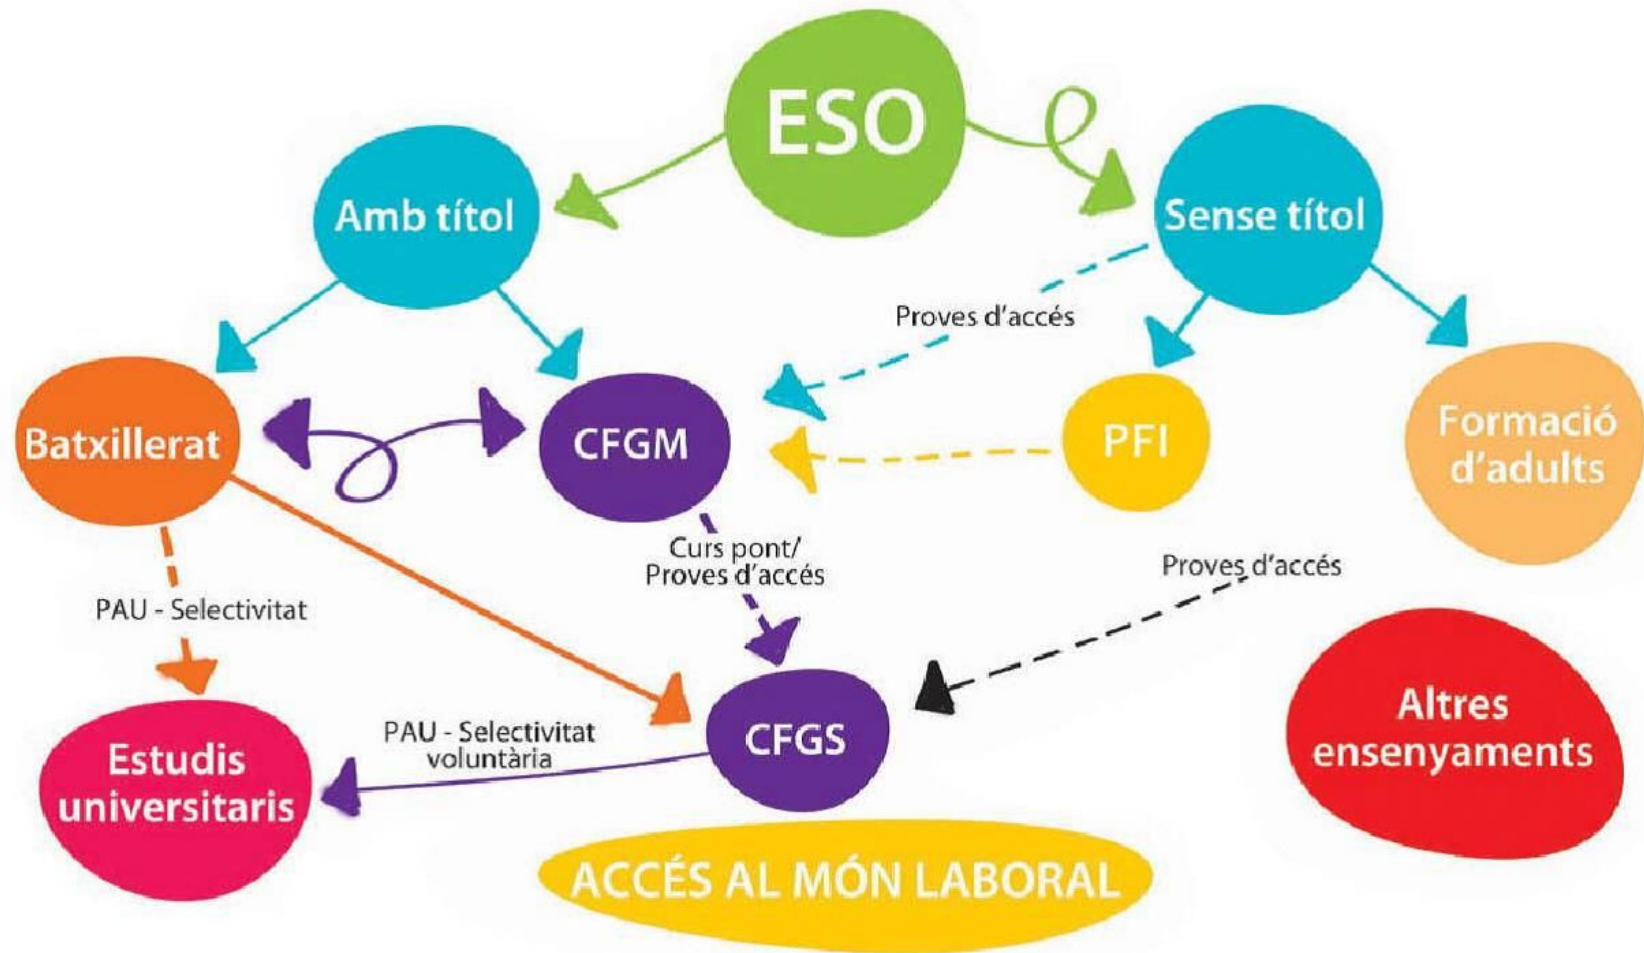 ESO
Amb títol
Sense títol
Proves d'accés
Batxillerat
CFGM
PFI
Formació
d'adults
Curs pont/
Proves d'accés
Proves d'accés
PAU - Selectivitat
Altres
ensenyaments
PAU - Selectivitat
voluntària
CFGS
Estudis
universitaris
ACCÉS AL MÓN LABORAL